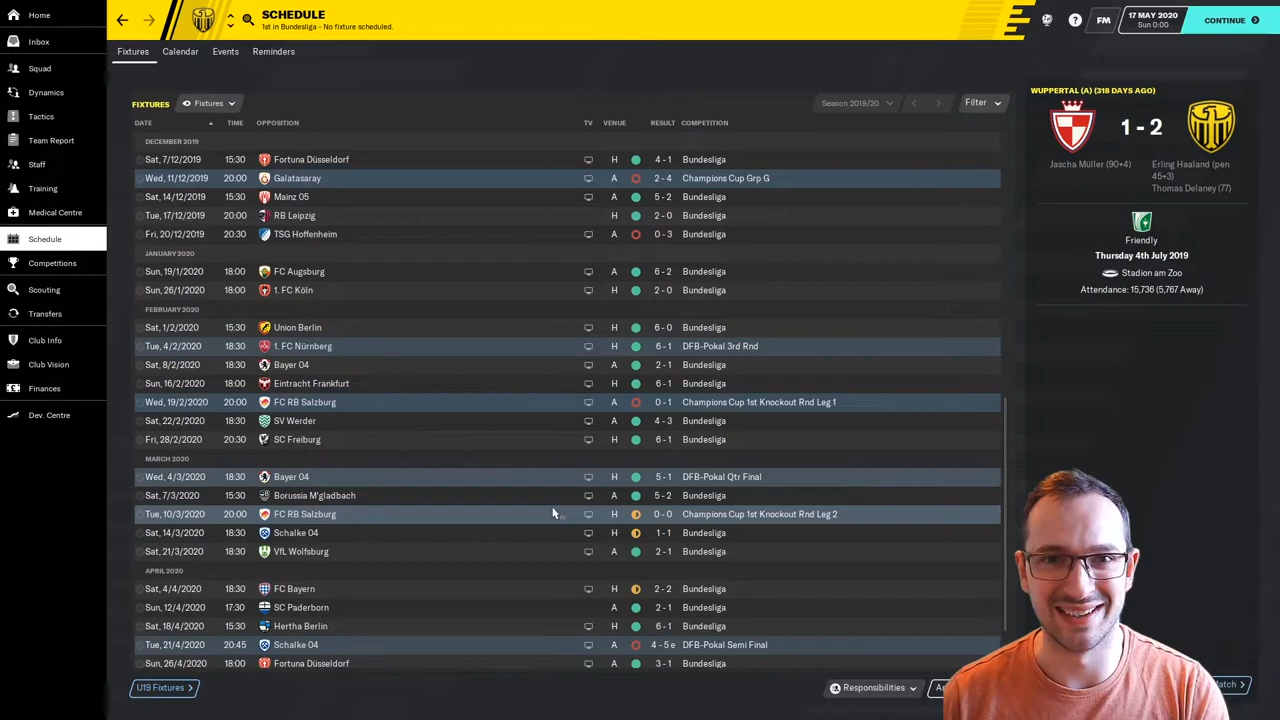 Home
Inbox
Squad
Dynamics
Tactics
Team Report
Staff
Training
Medical Centre
Schedule
Competitions
Scouting
Transfers
Club Info
Club Vision
Finances
Dev. Centre
SCHEDULE
1st in Bundesliga - No fixture scheduled.
? FM 17 MAY 2020 Sun 0:00 CONTINUE
Fixtures Calendar Events Reminders
FIXTURES Fixtures Season 2019/20 Filter
DATE TIME OPPOSITION TV VENUE RESULT COMPETITION
DECEMBER 2019
Sat, 7/12/2019 15:30 Fortuna Düsseldorf H 4 - 1 Bundesliga
Wed, 11/12/2019 20:00 Galatasaray A 2 - 4 Champions Cup Grp G
Sat, 14/12/2019 15:30 Mainz 05 A 5 - 2 Bundesliga
Tue, 17/12/2019 20:00 RB Leipzig H 2 - 0 Bundesliga
Fri, 20/12/2019 20:30 TSG Hoffenheim A 0 - 3 Bundesliga
JANUARY 2020
Sun, 19/1/2020 18:00 FC Augsburg A 6 - 2 Bundesliga
Sun, 26/1/2020 18:00 1. FC Köln H 2 - 0 Bundesliga
FEBRUARY 2020
Sat, 1/2/2020 15:30 Union Berlin H 6 - 0 Bundesliga
Tue, 4/2/2020 18:30 1. FC Nürnberg H 6 - 1 DFB-Pokal 3rd Rnd
Sat, 8/2/2020 18:30 Bayer 04 A 2 - 1 Bundesliga
Sun, 16/2/2020 18:00 Eintracht Frankfurt H 6 - 1 Bundesliga
Wed, 19/2/2020 20:00 FC RB Salzburg A 0 - 1 Champions Cup 1st Knockout Rnd Leg 1
Sat, 22/2/2020 18:30 SV Werder A 4 - 3 Bundesliga
Fri, 28/2/2020 20:30 SC Freiburg H 6 - 1 Bundesliga
MARCH 2020
Wed, 4/3/2020 18:30 Bayer 04 H 5 - 1 DFB-Pokal Qtr Final
Sat, 7/3/2020 15:30 Borussia M'gladbach A 5 - 2 Bundesliga
Tue, 10/3/2020 20:00 FC RB Salzburg H 0 - 0 Champions Cup 1st Knockout Rnd Leg 2
Sat, 14/3/2020 18:30 Schalke 04 H 1 - 1 Bundesliga
Sat, 21/3/2020 18:30 VfL Wolfsburg A 2 - 1 Bundesliga
APRIL 2020
Sat, 4/4/2020 18:30 FC Bayern H 2 - 2 Bundesliga
Sun, 12/4/2020 17:30 SC Paderborn A 2 - 1 Bundesliga
Sat, 18/4/2020 15:30 Hertha Berlin H 6 - 1 Bundesliga
Tue, 21/4/2020 20:45 Schalke 04 A 4 - 5 e DFB-Pokal Semi Final
Sun, 26/4/2020 18:00 Fortuna Düsseldorf A 3 - 1 Bundesliga
U19 Fixtures Responsibilities
WUPPERTAL (A) (318 DAYS AGO)
1 - 2
Jascha Müller (90+4)
Erling Haaland (pen 45+3)
Thomas Delaney (77)
Friendly
Thursday 4th July 2019
Stadion am Zoo
Attendance: 15,736 (5,767 Away)